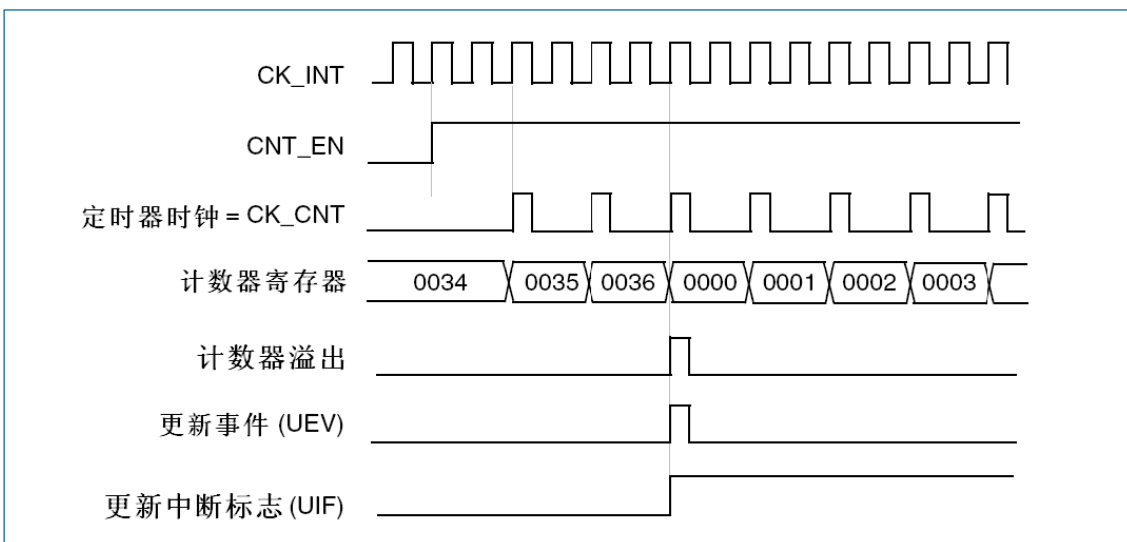 CK_INT
CNT_EN
定时器时钟 = CK_CNT
计数器寄存器 0034 0035 0036 0000 0001 0002 0003
计数器溢出
更新事件 (UEV)
更新中断标志 (UIF)